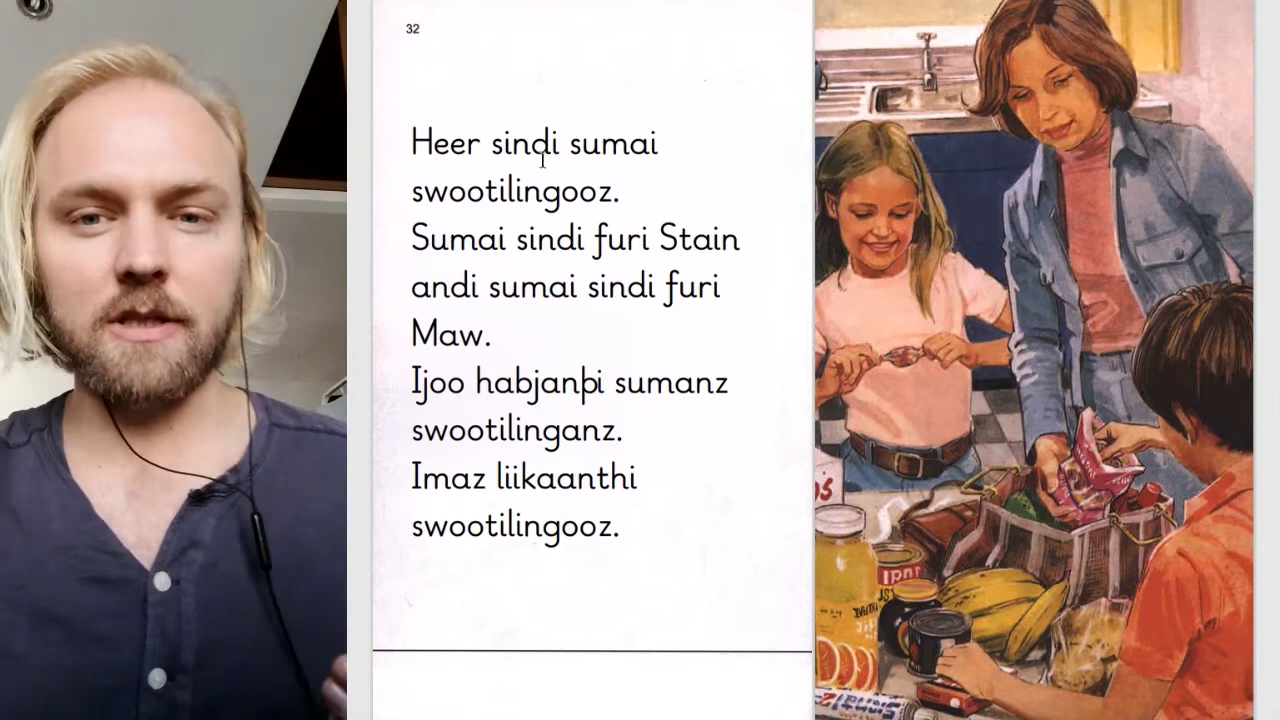 32
Heer sindi sumai
swootilingooz.
Sumai sindi furi Stain
andi sumai sindi furi
Maw.
Ijoo habjanþi sumanz
swootilinganz.
Imaz liikaanthi
swootilingooz.